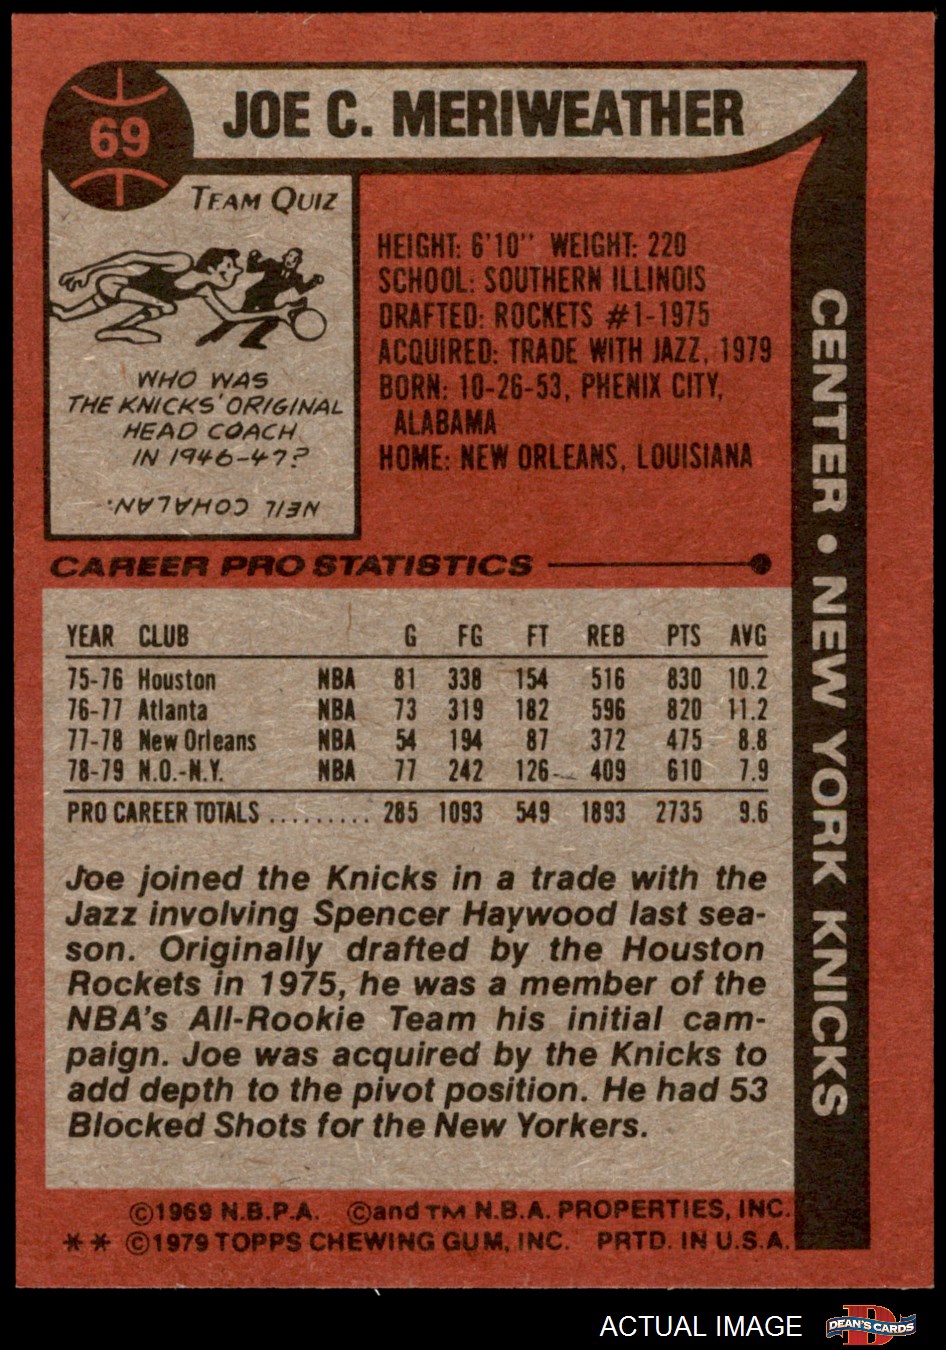 69
JOE C. MERIWEATHER
TEAM QUIZ
WHO WAS
THE KNICKS' ORIGINAL
HEAD COACH
IN 1946-47?
NEIL COHALAN.
HEIGHT: 6'10" WEIGHT: 220
SCHOOL: SOUTHERN ILLINOIS
DRAFTED: ROCKETS #1-1975
ACQUIRED: TRADE WITH JAZZ, 1979
BORN: 10-26-53, PHENIX CITY,
ALABAMA
HOME: NEW ORLEANS, LOUISIANA
CENTER • NEW YORK KNICKS
CAREER PRO STATISTICS
YEAR CLUB G FG FT REB PTS AVG
75-76 Houston NBA 81 338 154 516 830 10.2
76-77 Atlanta NBA 73 319 182 596 820 11.2
77-78 New Orleans NBA 54 194 87 372 475 8.8
78-79 N.O.-N.Y. NBA 77 242 126 409 610 7.9
PRO CAREER TOTALS ......... 285 1093 549 1893 2735 9.6
Joe joined the Knicks in a trade with the
Jazz involving Spencer Haywood last sea-
son. Originally drafted by the Houston
Rockets in 1975, he was a member of the
NBA's All-Rookie Team his initial cam-
paign. Joe was acquired by the Knicks to
add depth to the pivot position. He had 53
Blocked Shots for the New Yorkers.
©1969 N.B.P.A. ©and TM N.B.A. PROPERTIES, INC.
** ©1979 TOPPS CHEWING GUM, INC. PRTD. IN U.S.A.
ACTUAL IMAGE
D
DEAN'S CARDS